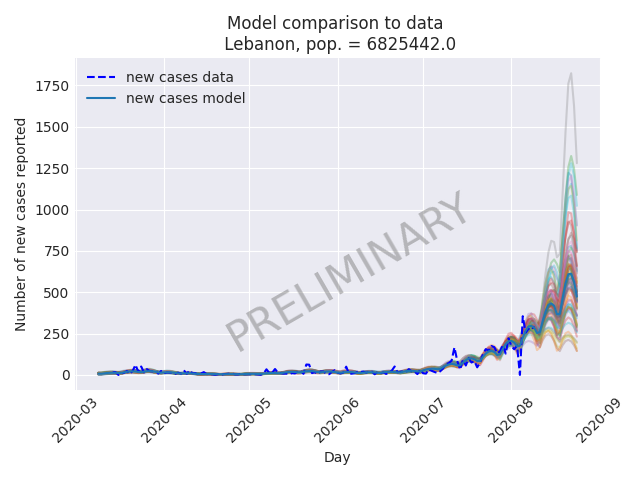 Model comparison to data
Lebanon, pop. = 6825442.0
new cases data
new cases model
Number of new cases reported
1750
1500
1250
1000
750
500
250
0
PRELIMINARY
2020-03
2020-04
2020-05
2020-06
2020-07
2020-08
2020-09
Day